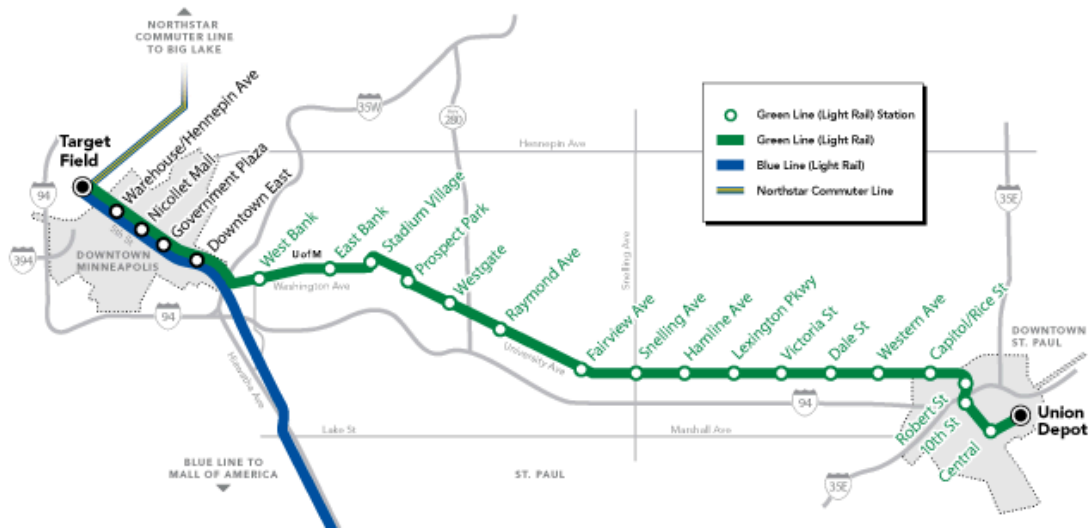 NORTHSTAR
COMMUTER LINE
TO BIG LAKE
Target
Field
Warehouse/Hennepin Ave
Nicollet Mall
Government Plaza
Downtown East
5th St
DOWNTOWN
MINNEAPOLIS
94
394
94
35W
280
Hennepin Ave
West Bank
UofM
East Bank
Stadium Village
Prospect Park
Westgate
Raymond Ave
Fairview Ave
Snelling Ave
Hamline Ave
Lexington Pkwy
Victoria St
Dale St
Western Ave
Capitol/Rice St
Robert St
10th St
Central
Union
Depot
Washington Ave
University Ave
Snelling Ave
Hiawatha Ave
Lake St
Marshall Ave
94
35E
35E
DOWNTOWN
ST. PAUL
BLUE LINE TO
MALL OF AMERICA
ST. PAUL
Green Line (Light Rail) Station
Green Line (Light Rail)
Blue Line (Light Rail)
Northstar Commuter Line